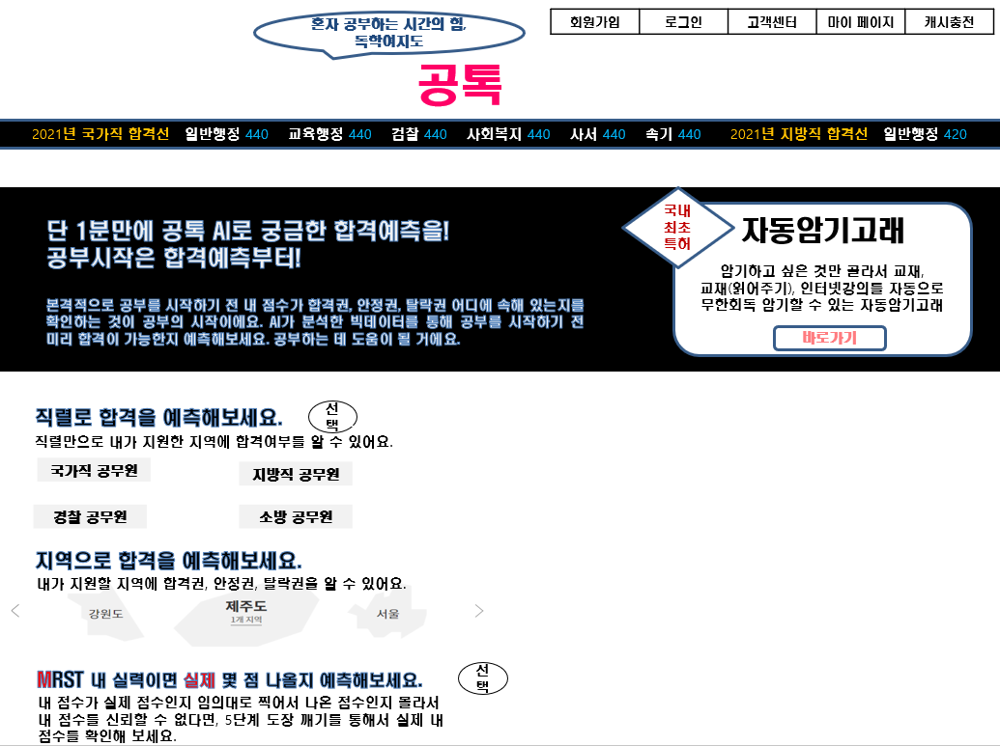 혼자 공부하는 시간의 힘,
독학여지도
회원가입 로그인 고객센터 마이 페이지 캐시충전
공톡
2021년 국가직 합격선 일반행정 440 교육행정 440 검찰 440 사회복지 440 사서 440 속기 440 2021년 지방직 합격선 일반행정 420
단 1분만에 공톡 AI로 궁금한 합격예측을!
공부시작은 합격예측부터!
본격적으로 공부를 시작하기 전 내 점수가 합격권, 안정권, 탈락권 어디에 속해 있는지를
확인하는 것이 공부의 시작이에요. AI가 분석한 빅데이터를 통해 공부를 시작하기 전
미리 합격이 가능한지 예측해보세요. 공부하는 데 도움이 될 거에요.
국내
최초
특허
자동암기고래
암기하고 싶은 것만 골라서 교재,
교재(읽어주기), 인터넷강의를 자동으로
무한회독 암기할 수 있는 자동암기고래
바로가기
직렬로 합격을 예측해보세요.
선
택
직렬만으로 내가 지원한 지역에 합격여부를 알 수 있어요.
국가직 공무원 지방직 공무원
경찰 공무원 소방 공무원
지역으로 합격을 예측해보세요.
내가 지원할 지역에 합격권, 안정권, 탈락권을 알 수 있어요.
강원도 제주도 서울
1개 지역
MRST 내 실력이면 실제 몇 점 나올지 예측해보세요.
선
택
내 점수가 실제 점수인지 임의대로 찍어서 나온 점수인지 몰라서
내 점수를 신뢰할 수 없다면, 5단계 도장 깨기를 통해서 실제 내
점수를 확인해 보세요.